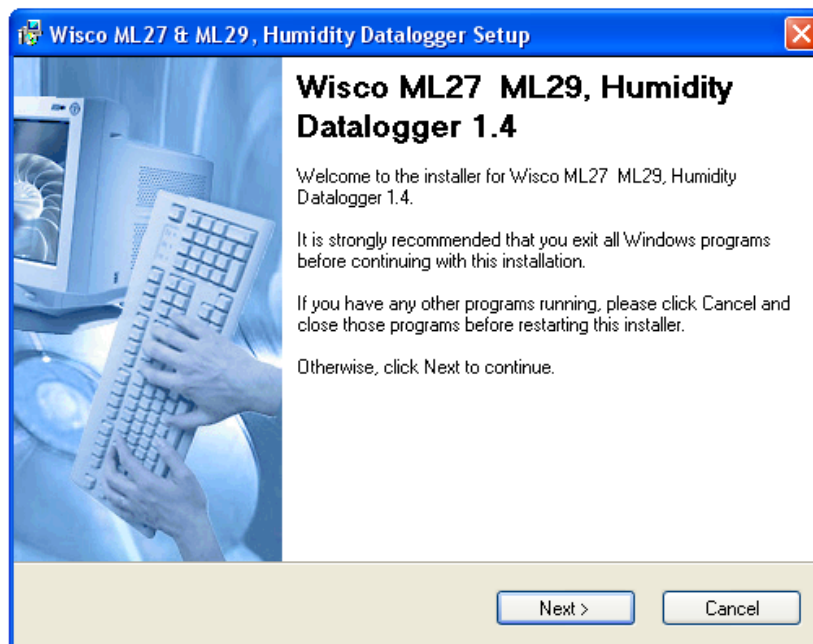 Wisco ML27 & ML29, Humidity Datalogger Setup
Wisco ML27  ML29, Humidity
Datalogger 1.4
Welcome to the installer for Wisco ML27  ML29, Humidity
Datalogger 1.4.
It is strongly recommended that you exit all Windows programs
before continuing with this installation.
If you have any other programs running, please click Cancel and
close those programs before restarting this installer.
Otherwise, click Next to continue.
Next >
Cancel